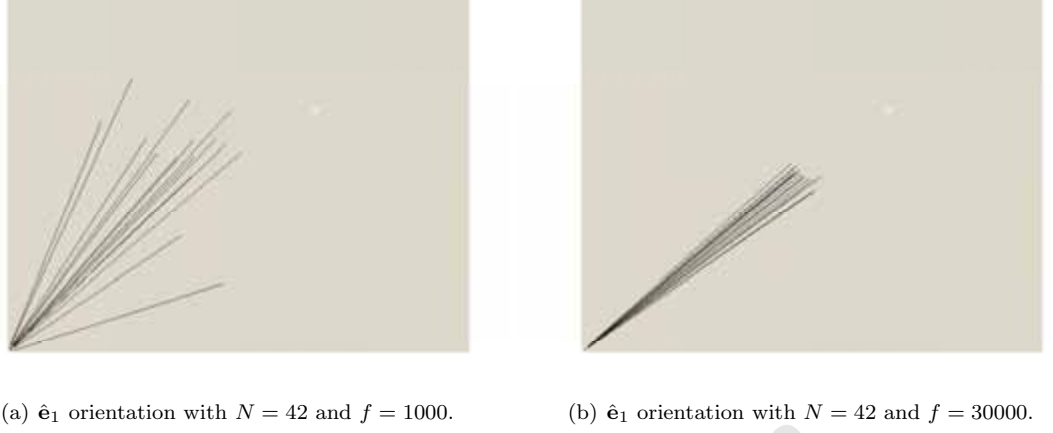 (a) ê₁ orientation with N = 42 and f = 1000.
(b) ê₁ orientation with N = 42 and f = 30000.